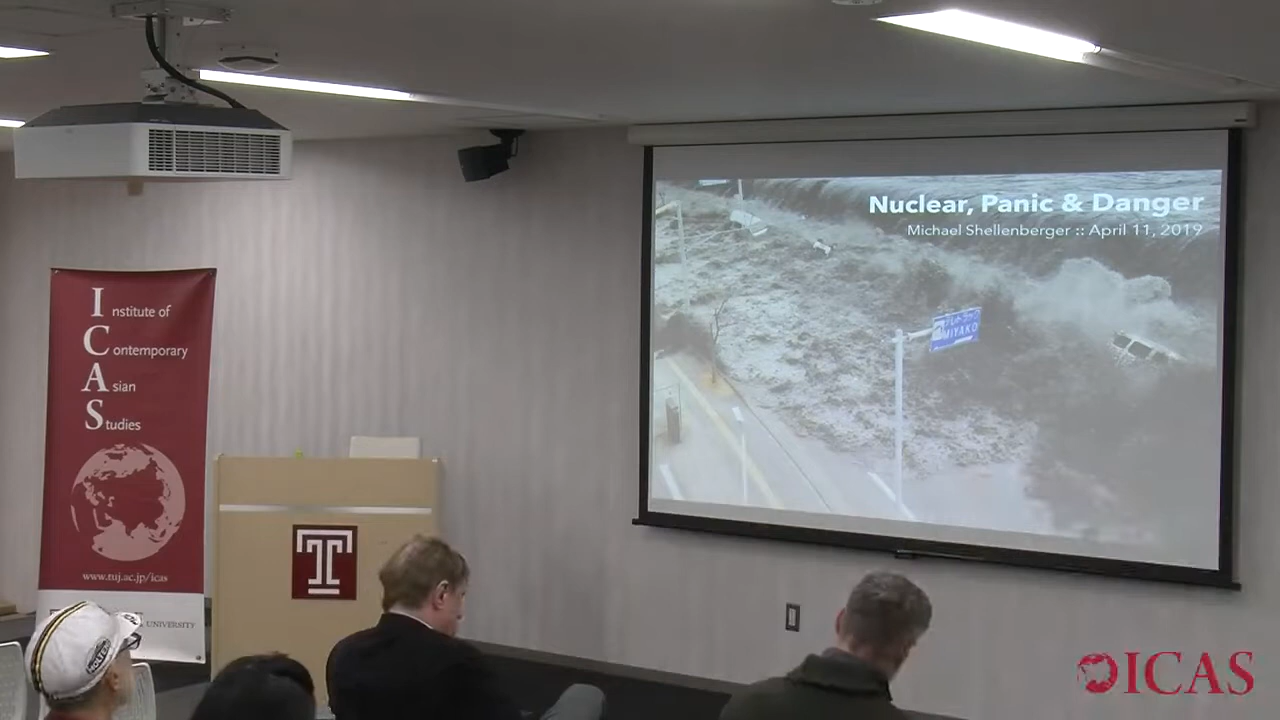 Nuclear, Panic & Danger
Michael Shellenberger :: April 11, 2019
MIYAKO
Institute of
Contemporary
Asian
Studies
www.tuj.ac.jp/icas
UNIVERSITY
T
ICAS